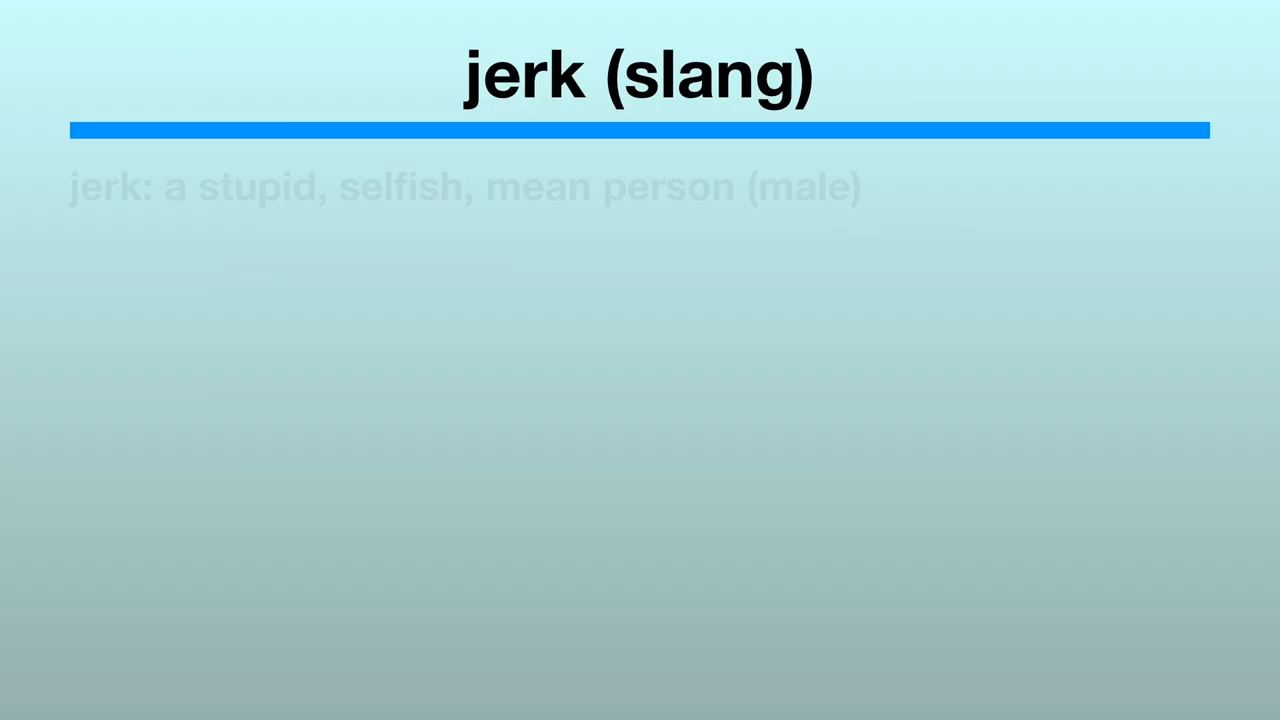 jerk (slang)
jerk: a stupid, selfish, mean person (male)